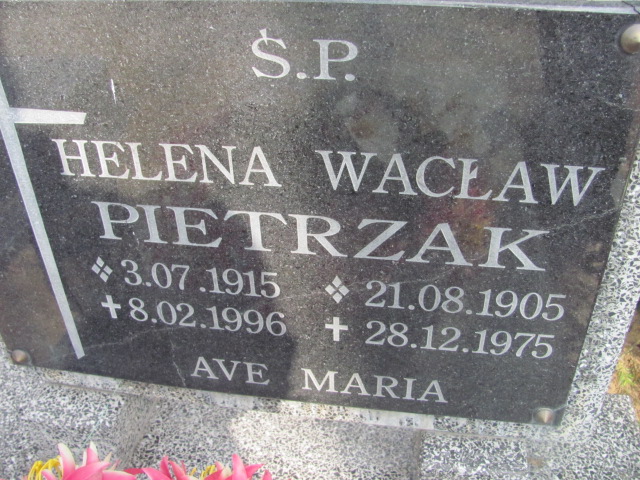 Ś.P.
HELENA WACŁAW
PIETRZAK
3.07.1915 21.08.1905
8.02.1996 28.12.1975
AVE MARIA